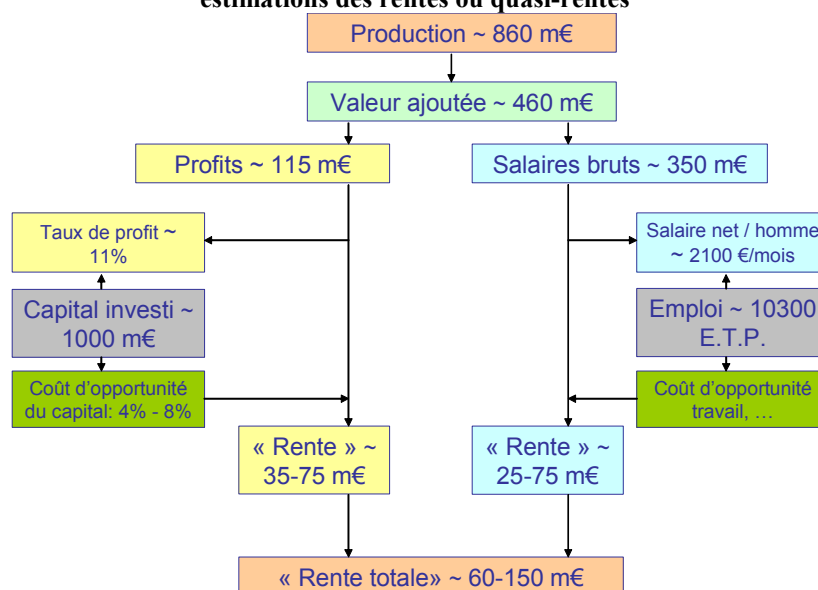 estimations des rentes ou quasi-rentes
Production ~ 860 m€
Valeur ajoutée ~ 460 m€
Profits ~ 115 m€
Salaires bruts ~ 350 m€
Taux de profit ~
11%
Salaire net / homme
~ 2100 €/mois
Capital investi ~
1000 m€
Emploi ~ 10300
E.T.P.
Coût d’opportunité
du capital: 4% - 8%
Coût d’opportunité
travail, …
« Rente » ~
35-75 m€
« Rente » ~
25-75 m€
« Rente totale» ~ 60-150 m€